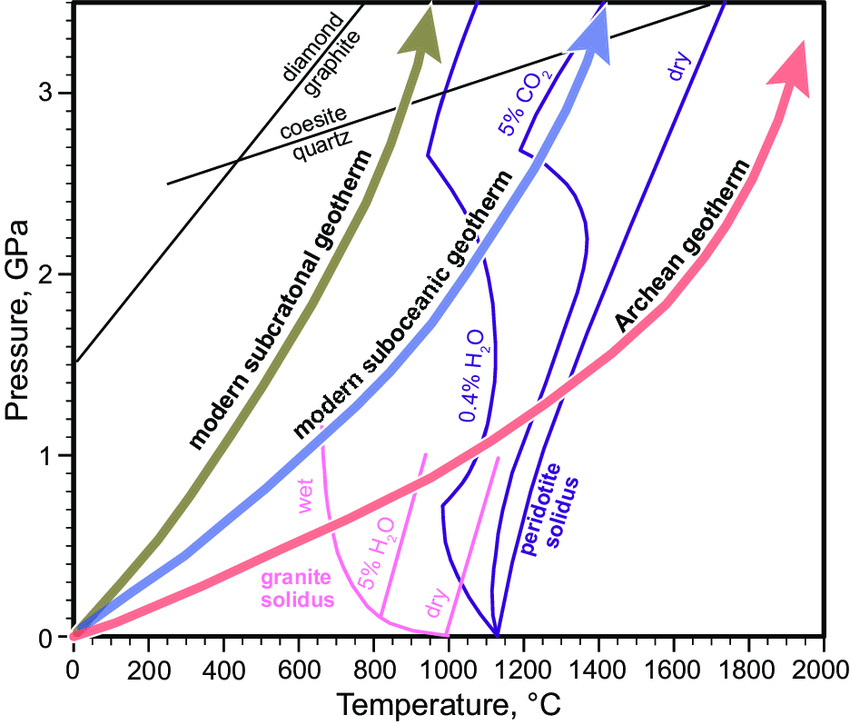 diamond
graphite
coesite
quartz
5% CO2
dry
modern subcratonal geotherm
modern suboceanic geotherm
Archean geotherm
0.4% H2O
wet
5% H2O
dry
granite
solidus
peridotite
solidus
Pressure, GPa
3
2
1
0
0
200
400
600
800
1000
1200
1400
1600
1800
2000
Temperature, °C